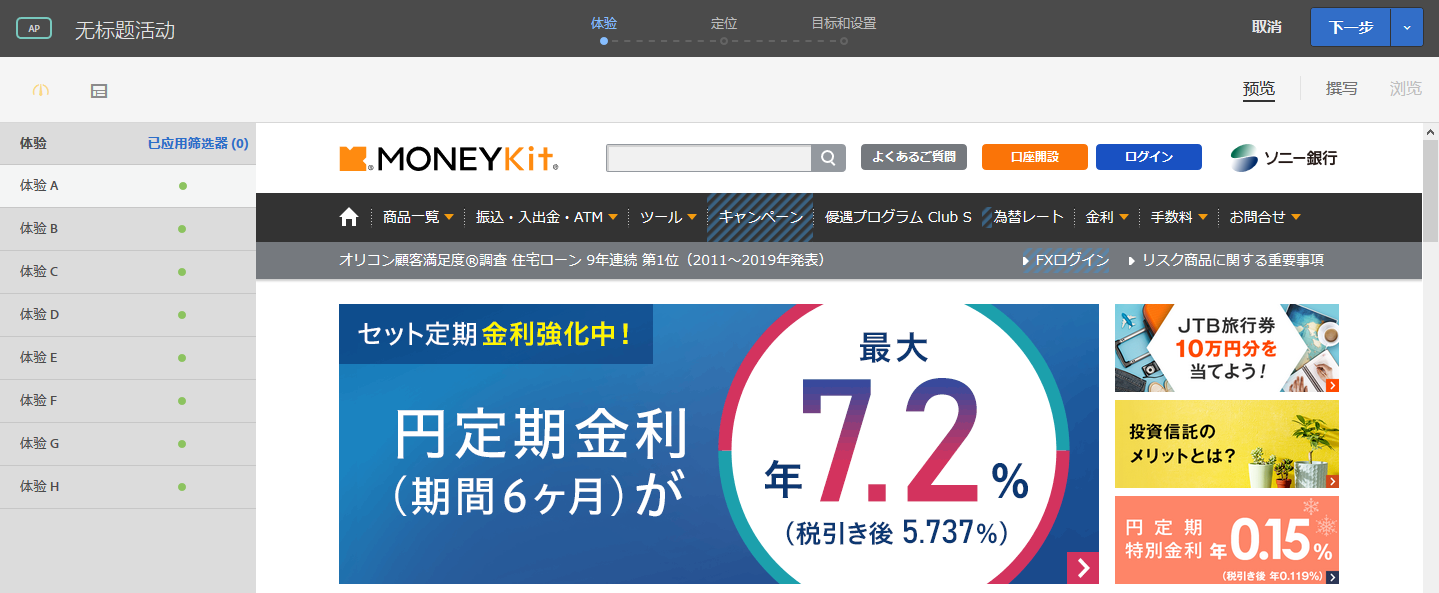 AP 无标题活动 体验 定位 目标和设置 取消 下一步
预览 撰写 浏览
体验 已应用筛选器 (0)
体验 A
体验 B
体验 C
体验 D
体验 E
体验 F
体验 G
体验 H
MONEYKit® よくあるご質問 口座開設 ログイン ソニー銀行
商品一覧 振込・入出金・ATM ツール キャンペーン 優遇プログラム Club S 為替レート 金利 手数料 お問合せ
オリコン顧客満足度®調査 住宅ローン 9年連続 第1位（2011～2019年発表） FXログイン リスク商品に関する重要事項
セット定期金利強化中！
円定期金利
（期間6ヶ月）が
最大
年7.2%
（税引き後 5.737%）
JTB旅行券
10万円分を
当てよう！
投資信託の
メリットとは？
円定期
特別金利 年0.15%
（税引き後 年0.119%）